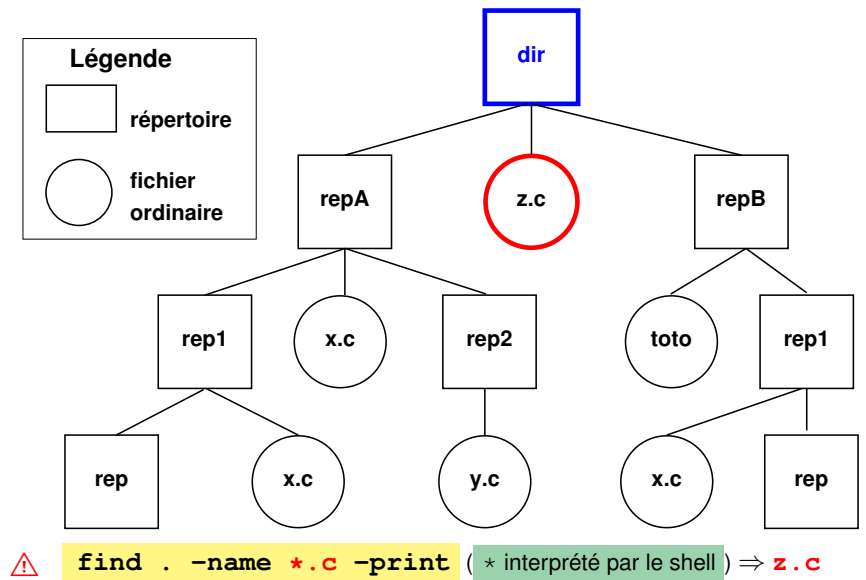 Légende
répertoire
fichier
ordinaire
dir
repA
z.c
repB
rep1
x.c
rep2
toto
rep1
rep
x.c
y.c
x.c
rep
⚠ find . -name *.c -print ( * interprété par le shell ) ⇒ z.c